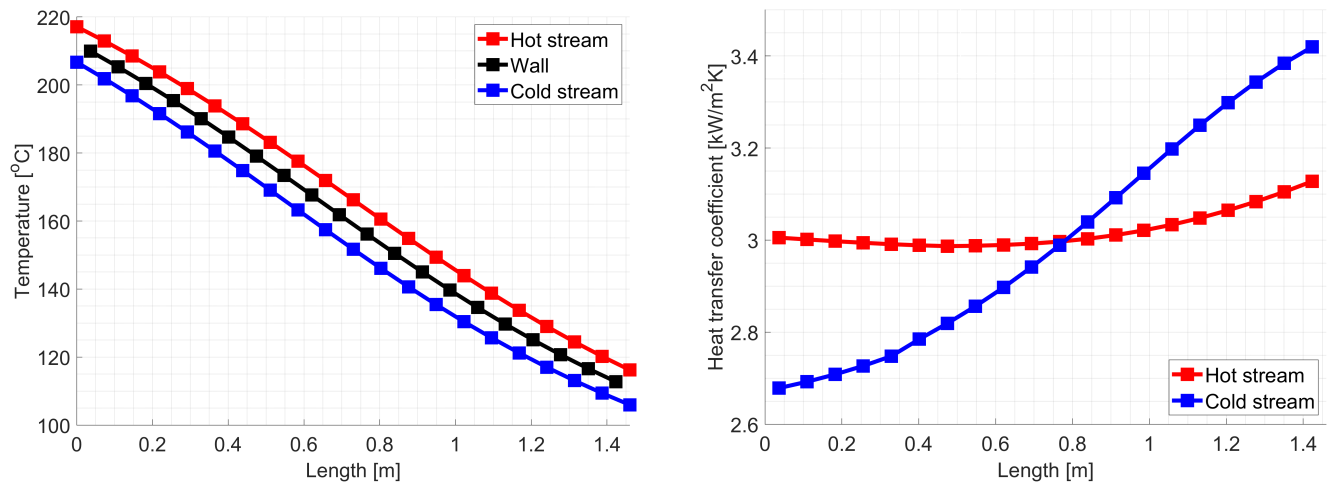 220
200
180
160
140
120
100
Temperature [°C]
0 0.2 0.4 0.6 0.8 1 1.2 1.4
Length [m]
Hot stream
Wall
Cold stream
3.4
3.2
3
2.8
2.6
Heat transfer coefficient [kW/m²K]
0 0.2 0.4 0.6 0.8 1 1.2 1.4
Length [m]
Hot stream
Cold stream